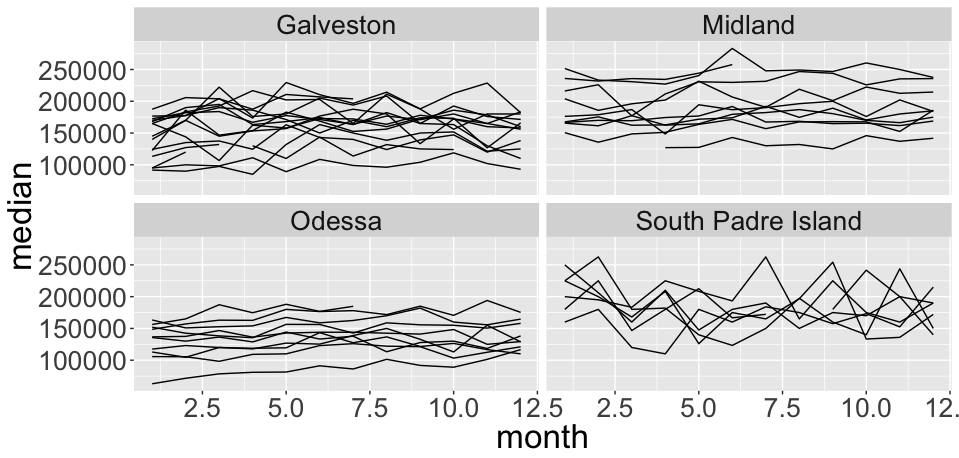 Galveston
Midland
250000
200000
150000
100000
Odessa
South Padre Island
250000
200000
150000
100000
median
2.5 5.0 7.5 10.0 12.5 2.5 5.0 7.5 10.0 12.
month